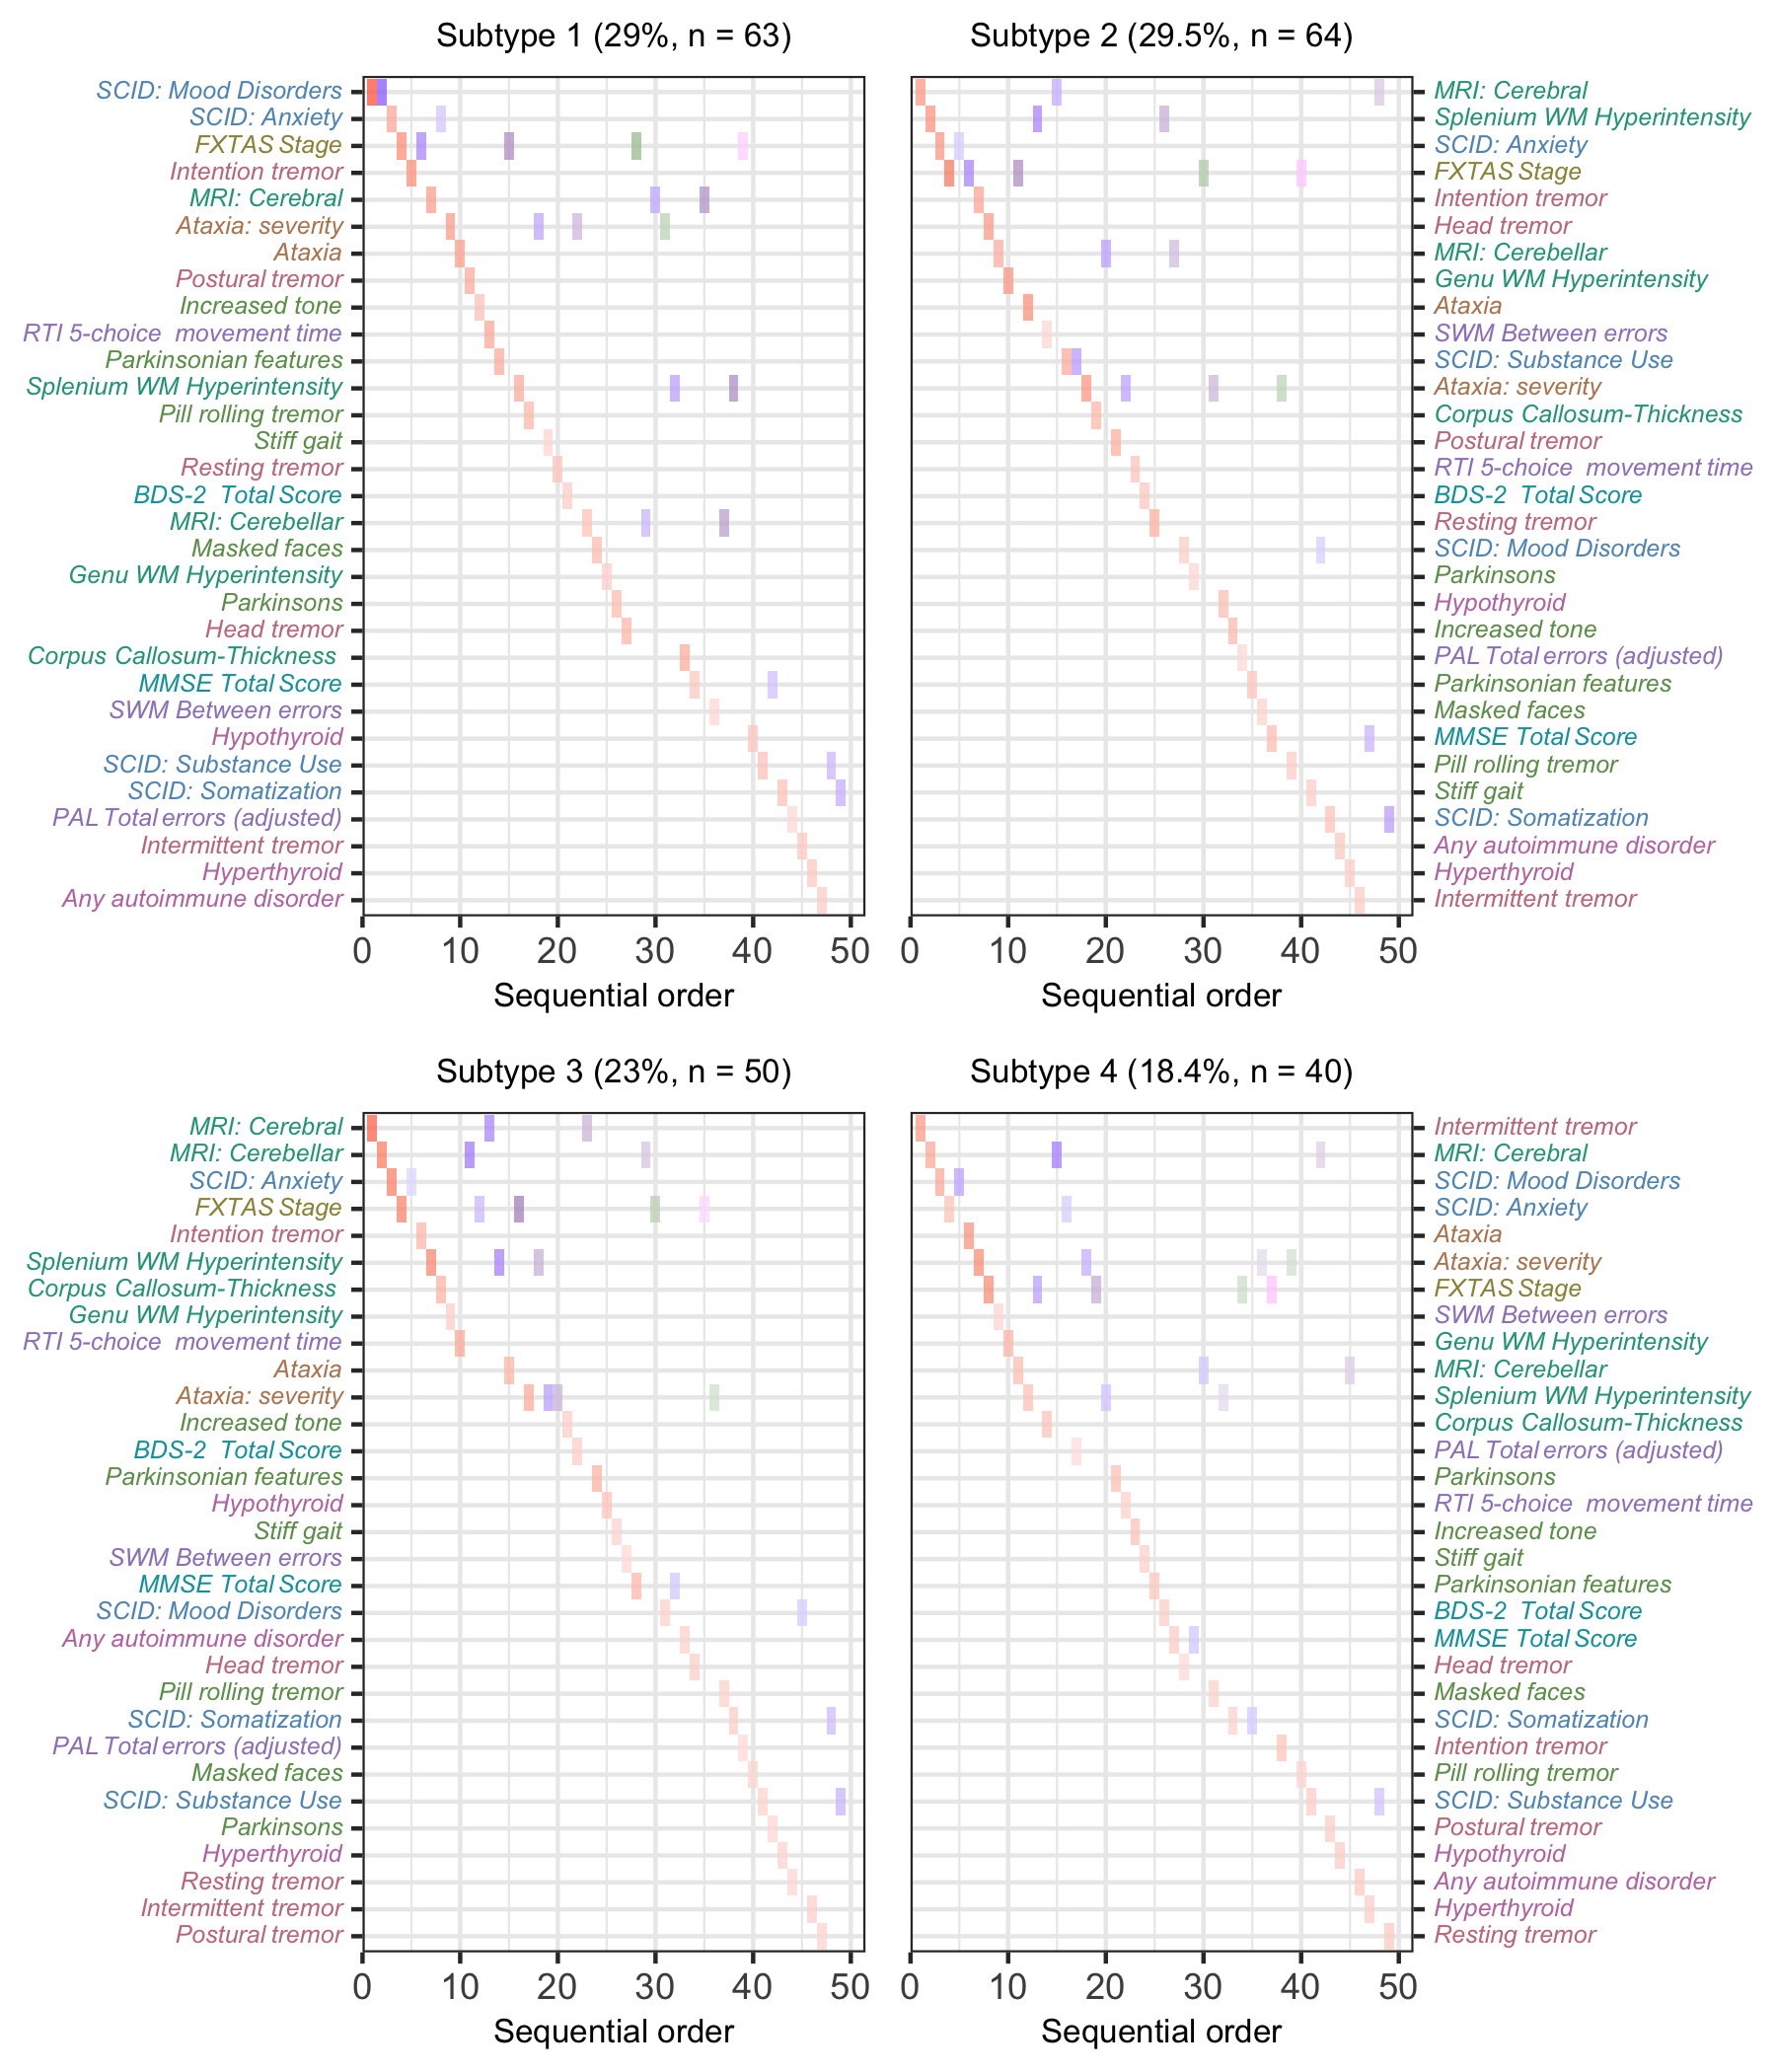 Subtype 1 (29%, n = 63)
SCID: Mood Disorders
SCID: Anxiety
FXTAS Stage
Intention tremor
MRI: Cerebral
Ataxia: severity
Ataxia
Postural tremor
Increased tone
RTI 5-choice  movement time
Parkinsonian features
Splenium WM Hyperintensity
Pill rolling tremor
Stiff gait
Resting tremor
BDS-2  Total Score
MRI: Cerebellar
Masked faces
Genu WM Hyperintensity
Parkinsons
Head tremor
Corpus Callosum-Thickness
MMSE Total Score
SWM Between errors
Hypothyroid
SCID: Substance Use
SCID: Somatization
PAL Total errors (adjusted)
Intermittent tremor
Hyperthyroid
Any autoimmune disorder
0 10 20 30 40 50
Sequential order
Subtype 2 (29.5%, n = 64)
MRI: Cerebral
Splenium WM Hyperintensity
SCID: Anxiety
FXTAS Stage
Intention tremor
Head tremor
MRI: Cerebellar
Genu WM Hyperintensity
Ataxia
SWM Between errors
SCID: Substance Use
Ataxia: severity
Corpus Callosum-Thickness
Postural tremor
RTI 5-choice  movement time
BDS-2  Total Score
Resting tremor
SCID: Mood Disorders
Parkinsons
Hypothyroid
Increased tone
PAL Total errors (adjusted)
Parkinsonian features
Masked faces
MMSE Total Score
Pill rolling tremor
Stiff gait
SCID: Somatization
Any autoimmune disorder
Hyperthyroid
Intermittent tremor
0 10 20 30 40 50
Sequential order
Subtype 3 (23%, n = 50)
MRI: Cerebral
MRI: Cerebellar
SCID: Anxiety
FXTAS Stage
Intention tremor
Splenium WM Hyperintensity
Corpus Callosum-Thickness
Genu WM Hyperintensity
RTI 5-choice  movement time
Ataxia
Ataxia: severity
Increased tone
BDS-2  Total Score
Parkinsonian features
Hypothyroid
Stiff gait
SWM Between errors
MMSE Total Score
SCID: Mood Disorders
Any autoimmune disorder
Head tremor
Pill rolling tremor
SCID: Somatization
PAL Total errors (adjusted)
Masked faces
SCID: Substance Use
Parkinsons
Hyperthyroid
Resting tremor
Intermittent tremor
Postural tremor
0 10 20 30 40 50
Sequential order
Subtype 4 (18.4%, n = 40)
Intermittent tremor
MRI: Cerebral
SCID: Mood Disorders
SCID: Anxiety
Ataxia
Ataxia: severity
FXTAS Stage
SWM Between errors
Genu WM Hyperintensity
MRI: Cerebellar
Splenium WM Hyperintensity
Corpus Callosum-Thickness
PAL Total errors (adjusted)
Parkinsons
RTI 5-choice  movement time
Increased tone
Stiff gait
Parkinsonian features
BDS-2  Total Score
MMSE Total Score
Head tremor
Masked faces
SCID: Somatization
Intention tremor
Pill rolling tremor
SCID: Substance Use
Postural tremor
Hypothyroid
Any autoimmune disorder
Hyperthyroid
Resting tremor
0 10 20 30 40 50
Sequential order